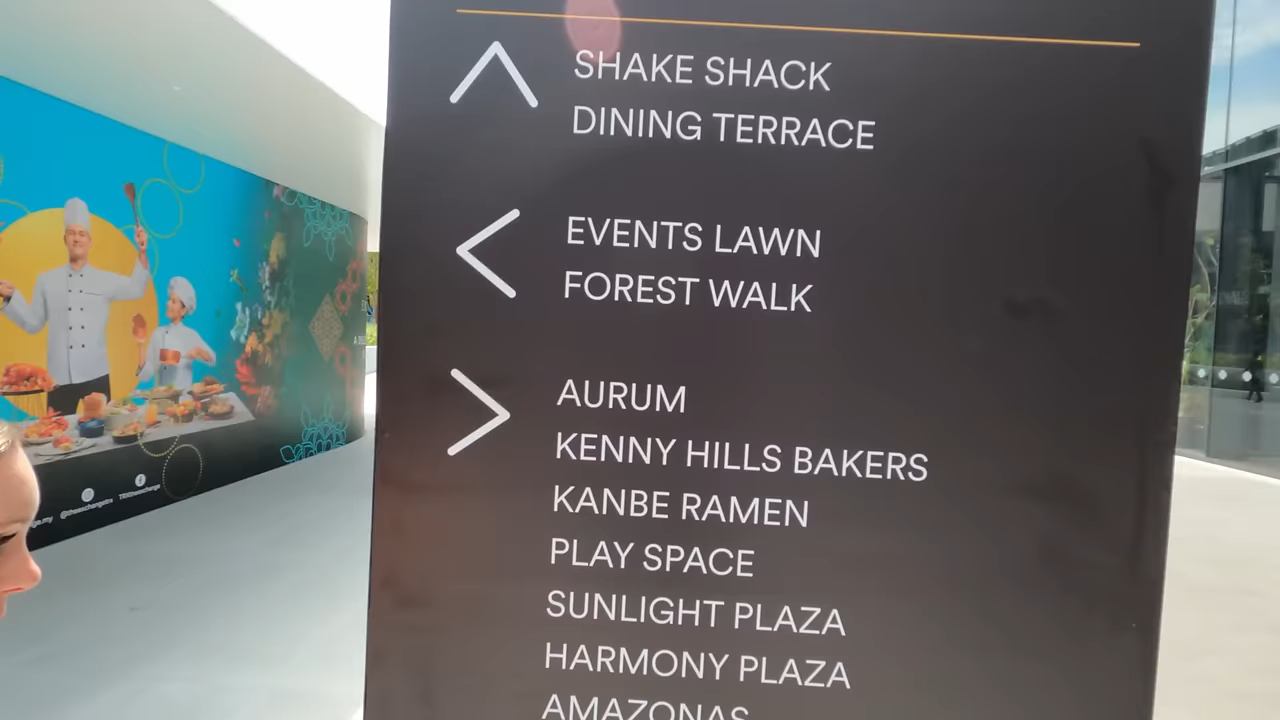 SHAKE SHACK
DINING TERRACE
EVENTS LAWN
FOREST WALK
AURUM
KENNY HILLS BAKERS
KANBE RAMEN
PLAY SPACE
SUNLIGHT PLAZA
HARMONY PLAZA
AMAZONAS